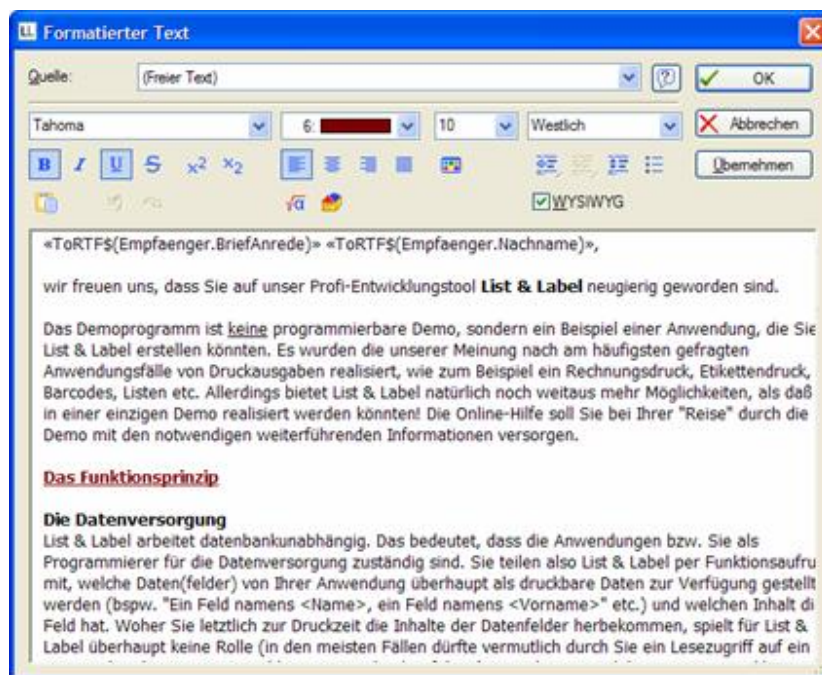 Formatierter Text
Quelle: (Freier Text) OK
Tahoma 6: 10 Westlich Abbrechen
B I U S x² x₂ Übernehmen
√α WYSIWYG
«ToRTF$(Empfaenger.BriefAnrede)» «ToRTF$(Empfaenger.Nachname)»,
wir freuen uns, dass Sie auf unser Profi-Entwicklungstool List & Label neugierig geworden sind.
Das Demoprogramm ist keine programmierbare Demo, sondern ein Beispiel einer Anwendung, die Sie
List & Label erstellen könnten. Es wurden die unserer Meinung nach am häufigsten gefragten
Anwendungsfälle von Druckausgaben realisiert, wie zum Beispiel ein Rechnungsdruck, Etikettendruck,
Barcodes, Listen etc. Allerdings bietet List & Label natürlich noch weitaus mehr Möglichkeiten, als daß
in einer einzigen Demo realisiert werden könnten! Die Online-Hilfe soll Sie bei Ihrer "Reise" durch die
Demo mit den notwendigen weiterführenden Informationen versorgen.
Das Funktionsprinzip
Die Datenversorgung
List & Label arbeitet datenbankunabhängig. Das bedeutet, dass die Anwendungen bzw. Sie als
Programmierer für die Datenversorgung zuständig sind. Sie teilen also List & Label per Funktionsaufru
mit, welche Daten(felder) von Ihrer Anwendung überhaupt als druckbare Daten zur Verfügung gestellt
werden (bspw. "Ein Feld namens <Name>, ein Feld namens <Vorname>" etc.) und welchen Inhalt di
Feld hat. Woher Sie letztlich zur Druckzeit die Inhalte der Datenfelder herbekommen, spielt für List &
Label überhaupt keine Rolle (in den meisten Fällen dürfte vermutlich durch Sie ein Lesezugriff auf ein